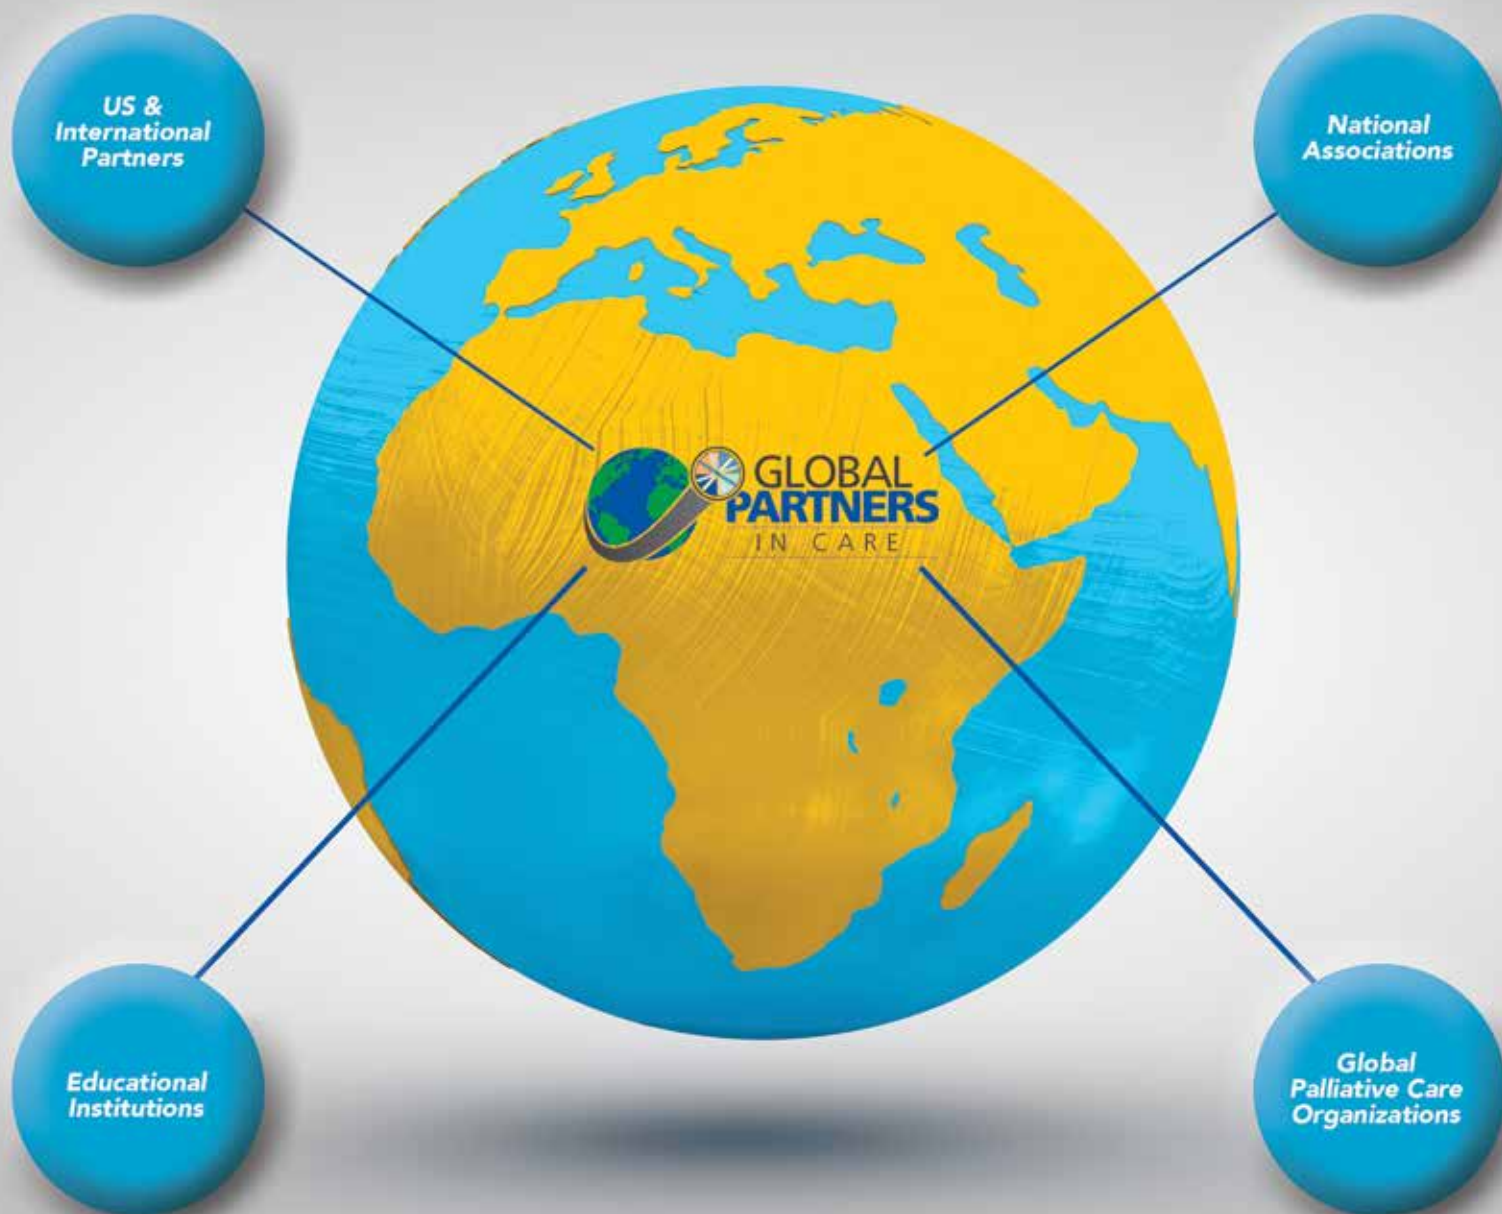 US &
International
Partners
National
Associations
GLOBAL
PARTNERS
IN CARE
Educational
Institutions
Global
Palliative Care
Organizations